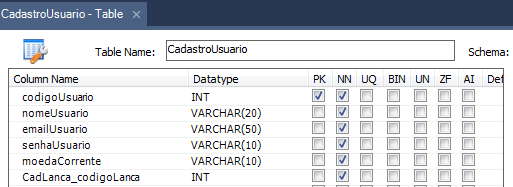 CadastroUsuario - Table ×
Table Name: CadastroUsuario Schema:
Column Name Datatype PK NN UQ BIN UN ZF AI Def
codigoUsuario INT
nomeUsuario VARCHAR(20)
emailUsuario VARCHAR(50)
senhaUsuario VARCHAR(10)
moedaCorrente VARCHAR(10)
CadLanca_codigoLanca INT